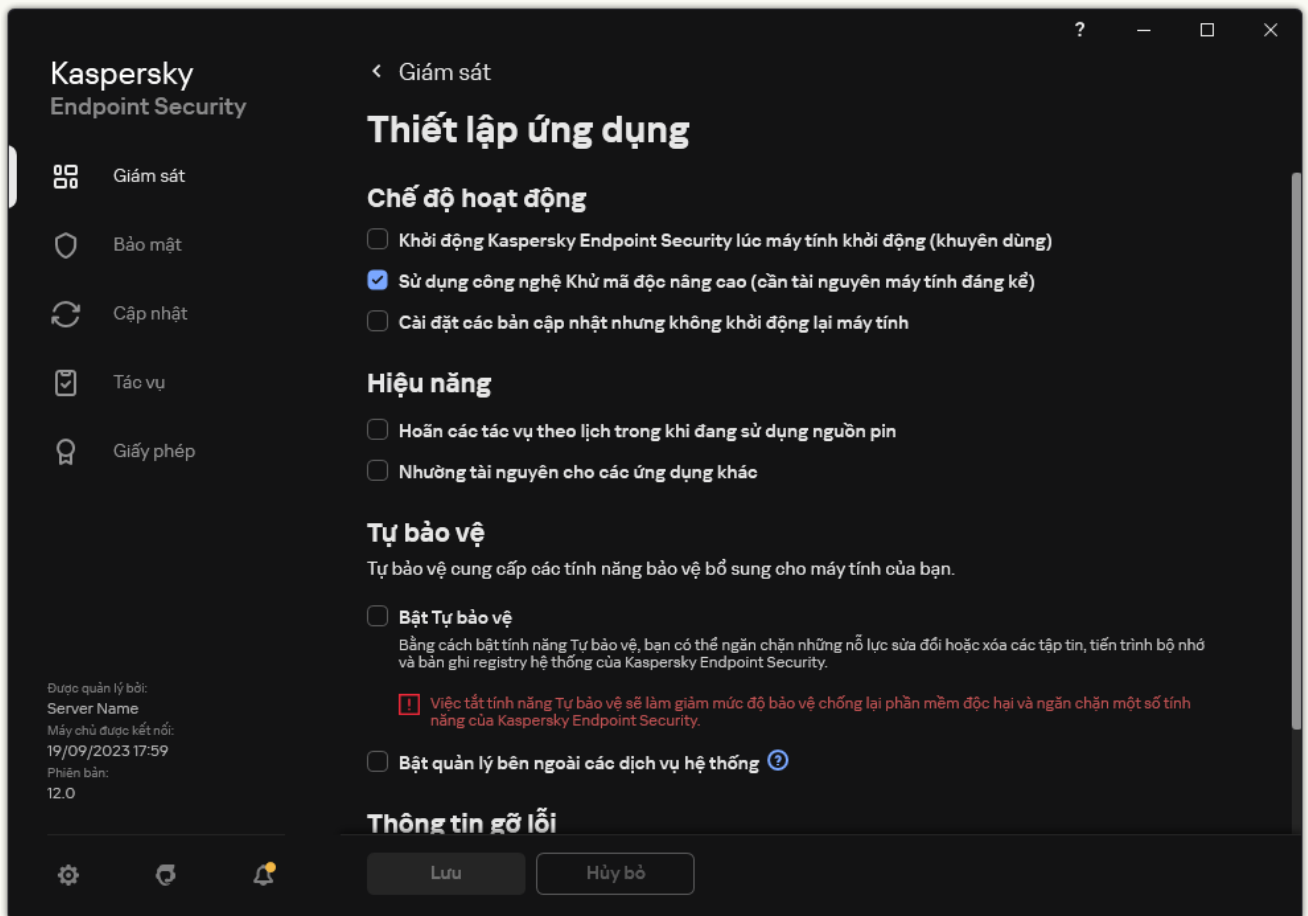 ?
Kaspersky
Endpoint Security
Giám sát
Bảo mật
Cập nhật
Tác vụ
Giấy phép
Được quản lý bởi:
Server Name
Máy chủ được kết nối:
19/09/2023 17:59
Phiên bản:
12.0
Giám sát
Thiết lập ứng dụng
Chế độ hoạt động
Khởi động Kaspersky Endpoint Security lúc máy tính khởi động (khuyên dùng)
Sử dụng công nghệ Khử mã độc nâng cao (cần tài nguyên máy tính đáng kể)
Cài đặt các bản cập nhật nhưng không khởi động lại máy tính
Hiệu năng
Hoãn các tác vụ theo lịch trong khi đang sử dụng nguồn pin
Nhường tài nguyên cho các ứng dụng khác
Tự bảo vệ
Tự bảo vệ cung cấp các tính năng bảo vệ bổ sung cho máy tính của bạn.
Bật Tự bảo vệ
Bằng cách bật tính năng Tự bảo vệ, bạn có thể ngăn chặn những nỗ lực sửa đổi hoặc xóa các tập tin, tiến trình bộ nhớ
và bản ghi registry hệ thống của Kaspersky Endpoint Security.
Việc tắt tính năng Tự bảo vệ sẽ làm giảm mức độ bảo vệ chống lại phần mềm độc hại và ngăn chặn một số tính
năng của Kaspersky Endpoint Security.
Bật quản lý bên ngoài các dịch vụ hệ thống ?
Thông tin gỡ lỗi
Lưu
Hủy bỏ